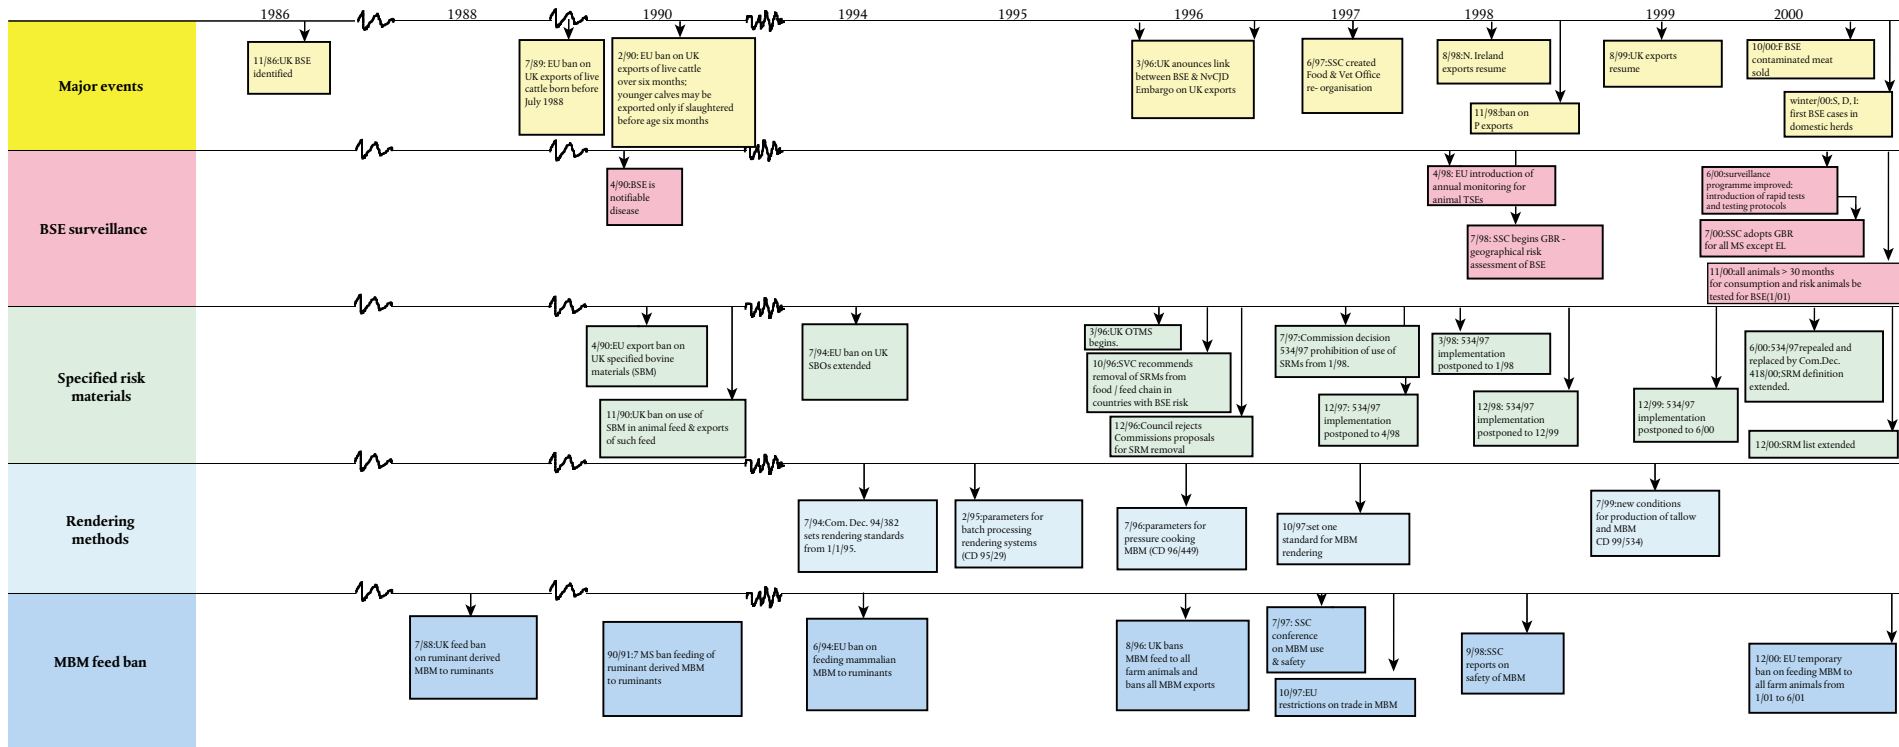 1986 1988 1990 1994 1995 1996 1997 1998 1999 2000
Major events
11/86:UK BSE
identified
7/89: EU ban on
UK exports of live
cattle born before
July 1988
2/90: EU ban on UK
exports of live cattle
over six months;
younger calves may be
exported only if slaughtered
before age six months
3/96:UK anounces link
between BSE & NvCJD
Embargo on UK exports
6/97:SSC created
Food & Vet Office
re- organisation
8/98:N. Ireland
exports resume
11/98:ban on
P exports
8/99:UK exports
resume
10/00:F BSE
contaminated meat
sold
winter/00:S, D, I:
first BSE cases in
domestic herds
BSE surveillance
4/90:BSE is
notifiable
disease
4/98: EU introduction of
annual monitoring for
animal TSEs
7/98: SSC begins GBR -
geographical risk
assessment of BSE
6/00:surveillance
programme improved:
introduction of rapid tests
and testing protocols
7/00:SSC adopts GBR
for all MS except EL
11/00:all animals > 30 months
for consumption and risk animals be
tested for BSE(1/01)
Specified risk
materials
4/90:EU export ban on
UK specified bovine
materials (SBM)
11/90:UK ban on use of
SBM in animal feed & exports
of such feed
7/94:EU ban on UK
SBOs extended
3/96:UK OTMS
begins.
10/96:SVC recommends
removal of SRMs from
food / feed chain in
countries with BSE risk
12/96:Council rejects
Commissions proposals
for SRM removal
7/97:Commission decision
534/97 prohibition of use of
SRMs from 1/98.
12/97: 534/97
implementation
postponed to 4/98
3/98: 534/97
implementation
postponed to 1/98
12/98: 534/97
implementation
postponed to 12/99
12/99: 534/97
implementation
postponed to 6/00
6/00:534/97repealed and
replaced by Com.Dec.
418/00;SRM definition
extended.
12/00:SRM list extended
Rendering
methods
7/94:Com. Dec. 94/382
sets rendering standards
from 1/1/95.
2/95:parameters for
batch processing
rendering systems
(CD 95/29)
7/96:parameters for
pressure cooking
MBM (CD 96/449)
10/97:set one
standard for MBM
rendering
7/99:new conditions
for production of tallow
and MBM
CD 99/534)
MBM feed ban
7/88:UK feed ban
on ruminant derived
MBM to ruminants
90/91:7 MS ban feeding of
ruminant derived MBM
to ruminants
6/94:EU ban on
feeding mammalian
MBM to ruminants
8/96: UK bans
MBM feed to all
farm animals and
bans all MBM exports
7/97: SSC
conference
on MBM use
& safety
10/97:EU
restrictions on trade in MBM
9/98:SSC
reports on
safety of MBM
12/00: EU temporary
ban on feeding MBM to
all farm animals from
1/01 to 6/01